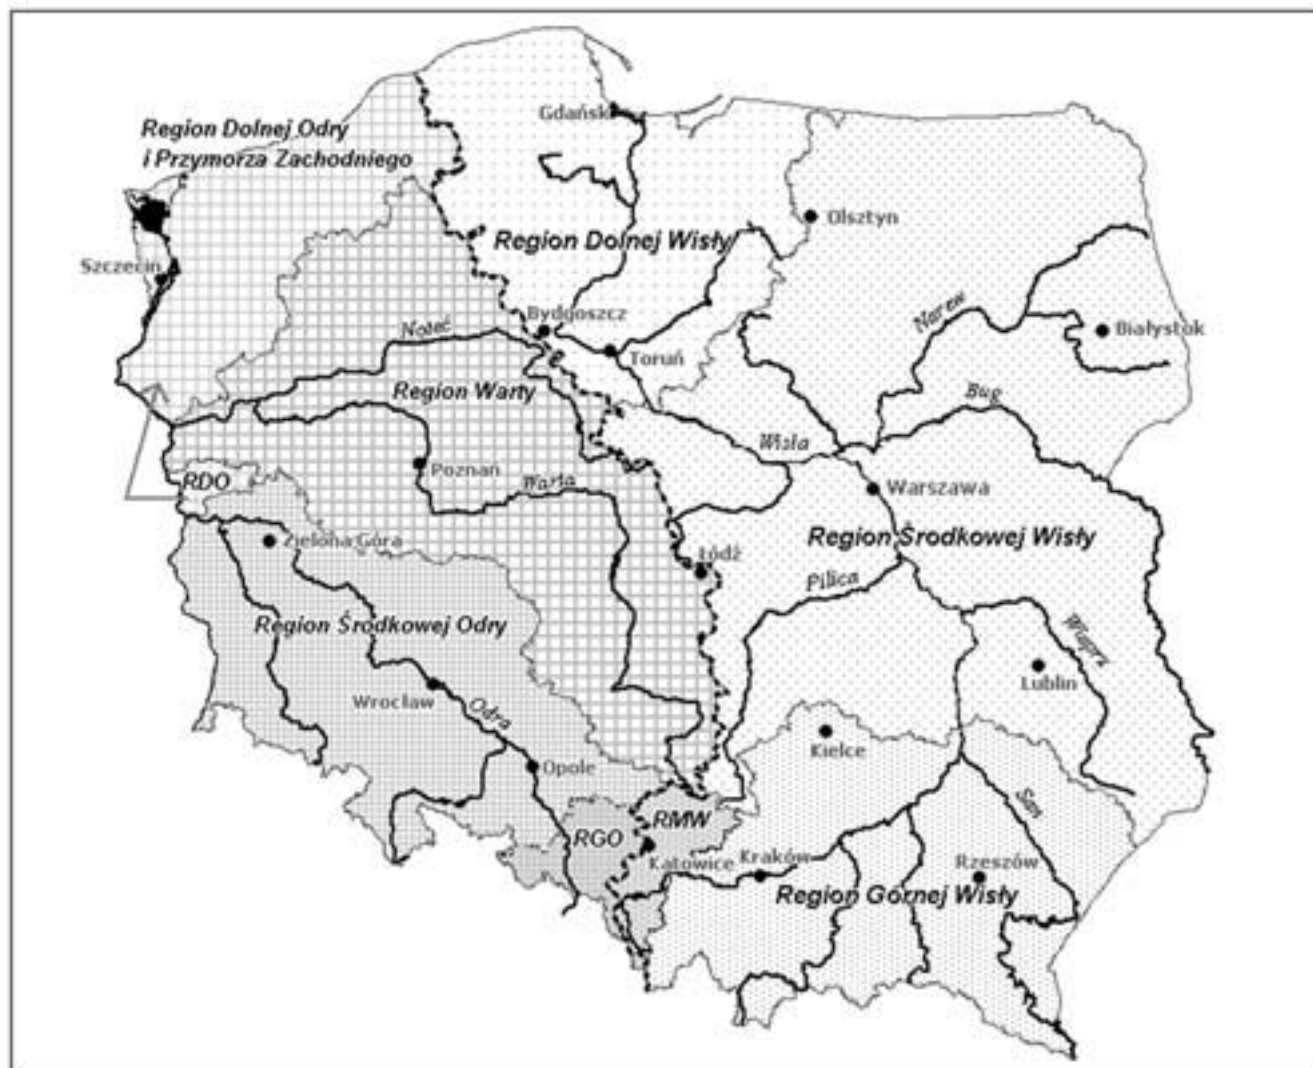 Gdańsk
Region Dolnej Odry
i Przymorza Zachodniego
Olsztyn
Region Dolnej Wisły
Szczecin
Bydgoszcz
Narew
Białystok
Noteć
Toruń
Region Warty
Bug
Wisła
Poznań
Warta
RDO
Warszawa
Region Środkowej Wisły
Zielona Góra
Łódź
Pilica
Region Środkowej Odry
Wieprz
Lublin
Wrocław
Odra
Kielce
Opole
San
RMW
RGO
Katowice
Kraków
Rzeszów
Region Górnej Wisły